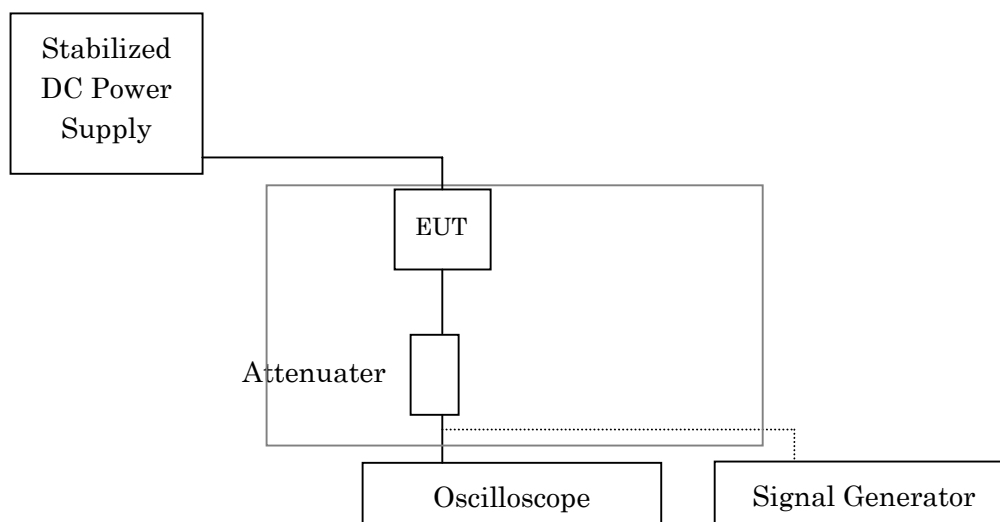 Stabilized
DC Power
Supply
EUT
Attenuater
Oscilloscope
Signal Generator